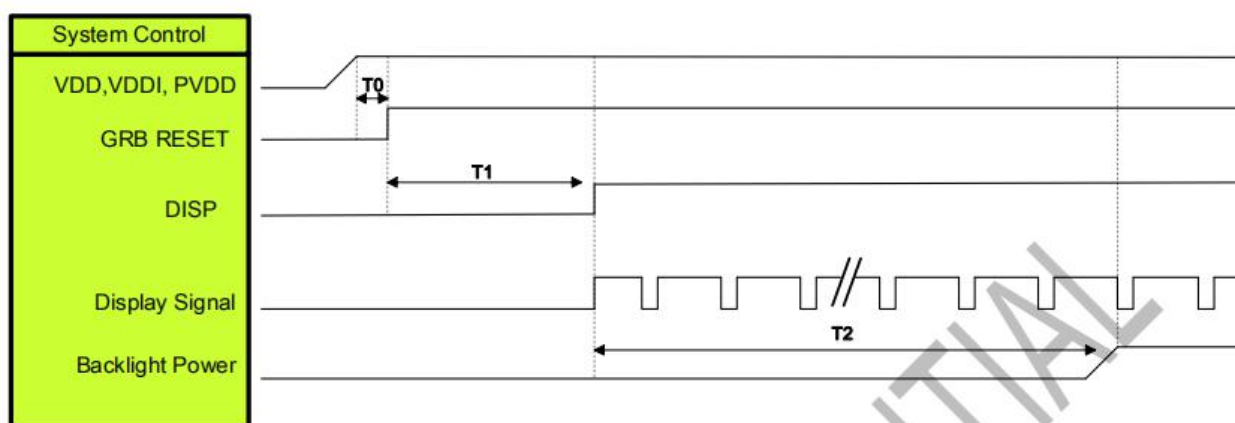 System Control
VDD,VDDI, PVDD
T0
GRB RESET
T1
DISP
Display Signal
T2
Backlight Power